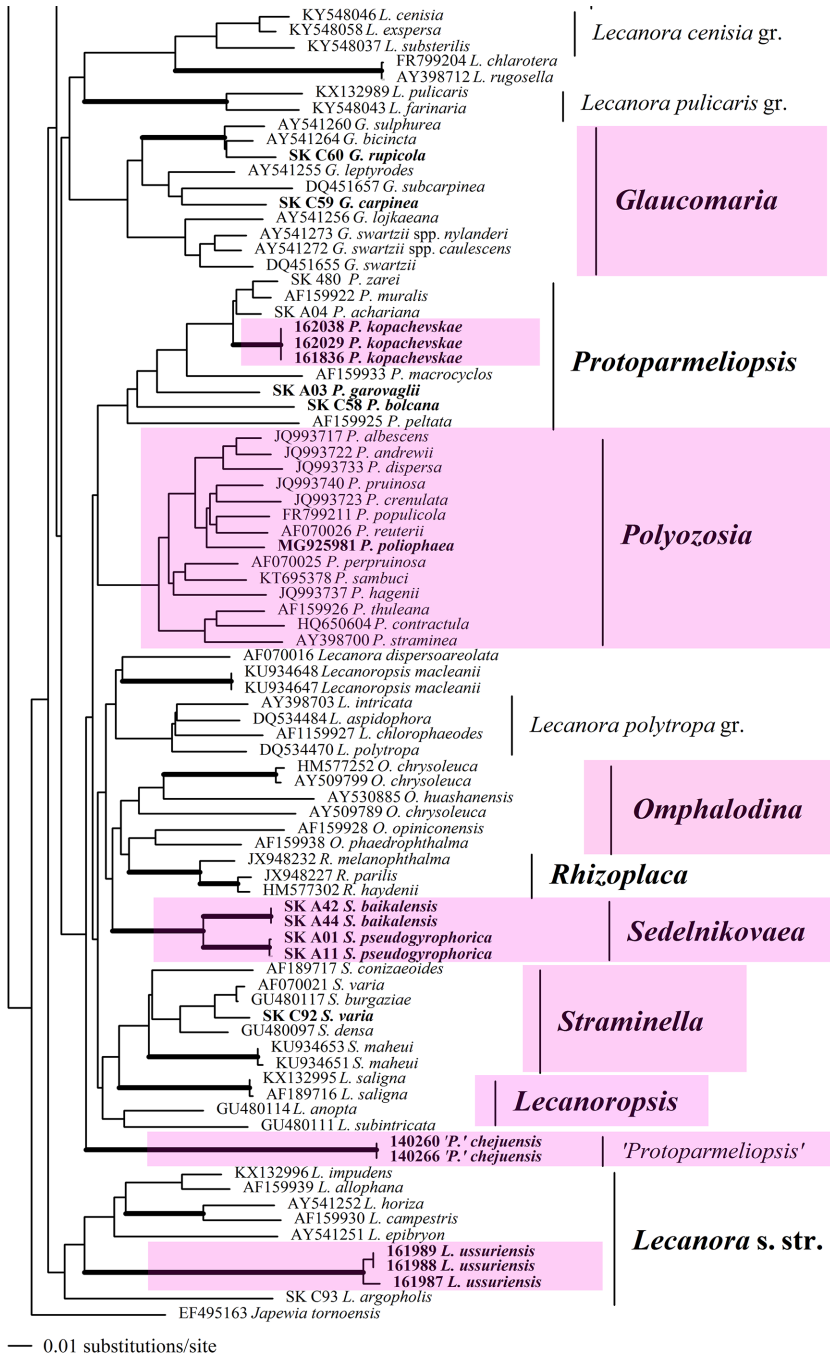 KY548046 L. cenisia
KY548058 L. exspersa
KY548037 L. substerilis
Lecanora cenisia gr.
FR799204 L. chlarotera
AY398712 L. rugosella
KX132989 L. pulicaris
KY548043 L. farinaria
Lecanora pulicaris gr.
AY541260 G. sulphurea
AY541264 G. bicincta
SK C60 G. rupicola
AY541255 G. leptyrodes
DQ451657 G. subcarpinea
SK C59 G. carpinea
AY541256 G. lojkaeana
AY541273 G. swartzii spp. nylanderi
AY541272 G. swartzii spp. caulescens
DQ451655 G. swartzii
Glaucomaria
SK 480 P. zarei
AF159922 P. muralis
SK A04 P. achariana
162038 P. kopachevskae
162029 P. kopachevskae
161836 P. kopachevskae
AF159933 P. macrocyclos
SK A03 P. garovaglii
SK C58 P. bolcana
AF159925 P. peltata
Protoparmeliopsis
JQ993717 P. albescens
JQ993722 P. andrewii
JQ993733 P. dispersa
JQ993740 P. pruinosa
JQ993723 P. crenulata
FR799211 P. populicola
AF070026 P. reuterii
MG925981 P. poliophaea
AF070025 P. perpruinosa
KT695378 P. sambuci
JQ993737 P. hagenii
AF159926 P. thuleana
HQ650604 P. contractula
AY398700 P. straminea
Polyozosia
AF070016 Lecanora dispersoareolata
KU934648 Lecanoropsis macleanii
KU934647 Lecanoropsis macleanii
AY398703 L. intricata
DQ534484 L. aspidophora
AF1159927 L. chlorophaeodes
DQ534470 L. polytropa
Lecanora polytropa gr.
HM577252 O. chrysoleuca
AY509799 O. chrysoleuca
AY530885 O. huashanensis
AY509789 O. chrysoleuca
AF159928 O. opiniconensis
AF159938 O. phaedrophthalma
Omphalodina
JX948232 R. melanophthalma
JX948227 R. parilis
HM577302 R. haydenii
Rhizoplaca
SK A42 S. baikalensis
SK A44 S. baikalensis
SK A01 S. pseudogyrophorica
SK A11 S. pseudogyrophorica
Sedelnikovaea
AF189717 S. conizaeoides
AF070021 S. varia
GU480117 S. burgaziae
SK C92 S. varia
GU480097 S. densa
KU934653 S. maheui
KU934651 S. maheui
Straminella
KX132995 L. saligna
AF189716 L. saligna
GU480114 L. anopta
GU480111 L. subintricata
Lecanoropsis
140260 'P.' chejuensis
140266 'P.' chejuensis
'Protoparmeliopsis'
KX132996 L. impudens
AF159939 L. allophana
AY541252 L. horiza
AF159930 L. campestris
AY541251 L. epibryon
161989 L. ussuriensis
161988 L. ussuriensis
161987 L. ussuriensis
SK C93 L. argopholis
Lecanora s. str.
EF495163 Japewia tornoensis
0.01 substitutions/site